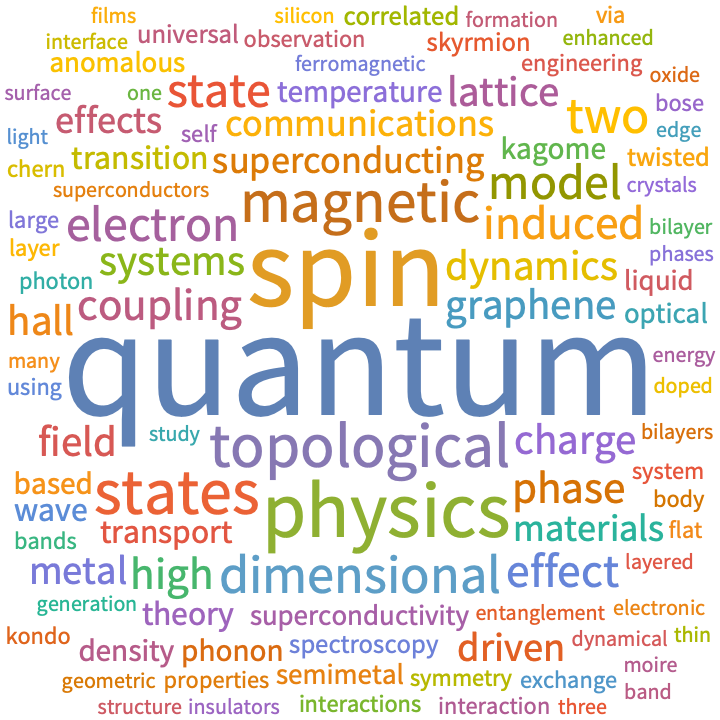 films silicon correlated formation via
interface universal observation skyrmion enhanced
anomalous ferromagnetic engineering oxide
surface one state temperature lattice two bose
light effects self communications edge
chern transition superconducting kagome twisted
superconductors magnetic model crystals
large electron induced bilayer
layer systems spin dynamics phases
photon coupling graphene liquid
hall optical
many quantum energy
using doped
field study topological charge bilayers
based states physics phase system
wave body
bands transport materials flat
metal high dimensional effect layered
generation theory superconductivity entanglement electronic
kondo density phonon spectroscopy driven dynamical thin
geometric properties semimetal symmetry exchange moire
structure insulators interactions interaction three band